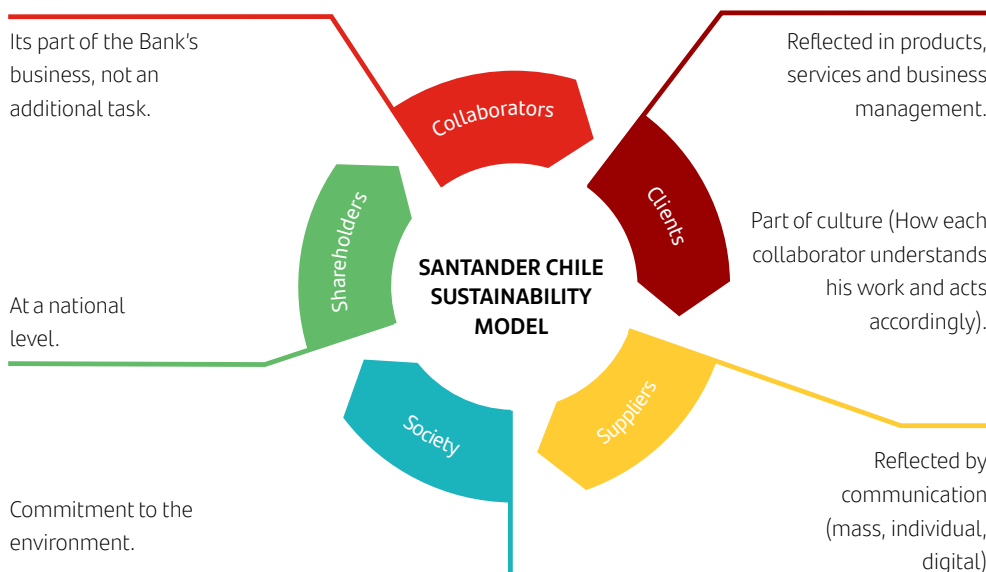 Its part of the Bank's
business, not an
additional task.
Collaborators
Reflected in products,
services and business
management.
Clients
Part of culture (How each
collaborator understands
his work and acts
accordingly).
Shareholders
SANTANDER CHILE
SUSTAINABILITY
MODEL
At a national
level.
Suppliers
Society
Reflected by
communication
(mass, individual,
digital)
Commitment to the
environment.